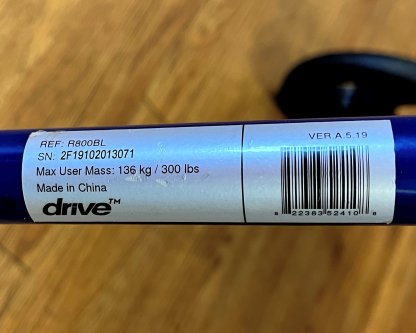 REF: R800BL
SN: 2F19102013071
Max User Mass: 136 kg / 300 lbs
Made in China
drive™
VER.A.5.19
8 22383 52410 8